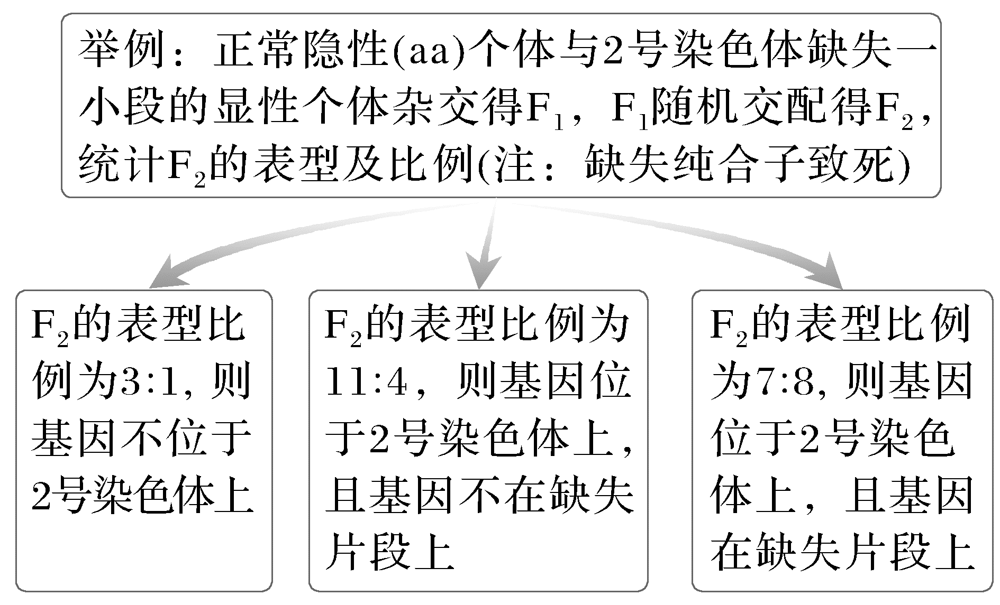 举例：正常隐性(aa)个体与2号染色体缺失一
小段的显性个体杂交得F₁，F₁随机交配得F₂，
统计F₂的表型及比例(注：缺失纯合子致死)
F₂的表型比
例为3:1，则
基因不位于
2号染色体上
F₂的表型比例为
11:4，则基因位
于2号染色体上，
且基因不在缺失
片段上
F₂的表型比例
为7:8，则基因
位于2号染色
体上，且基因
在缺失片段上